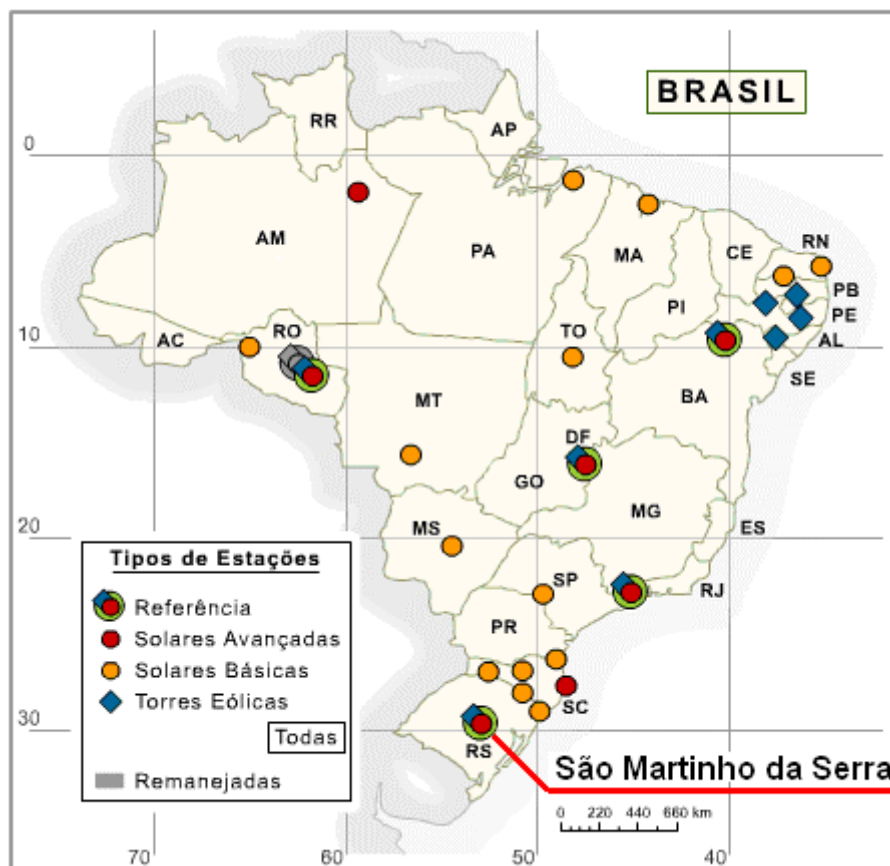 BRASIL
RR
AP
0
AM
PA
MA
CE
RN
PB
PI
PE
AC
RO
TO
AL
10
SE
MT
BA
DF
GO
MG
ES
MS
20
SP
RJ
PR
SC
RS
30
Tipos de Estações
Referência
Solares Avançadas
Solares Básicas
Torres Eólicas
Todas
Remanejadas
São Martinho da Serra
0 220 440 660 km
70 60 50 40